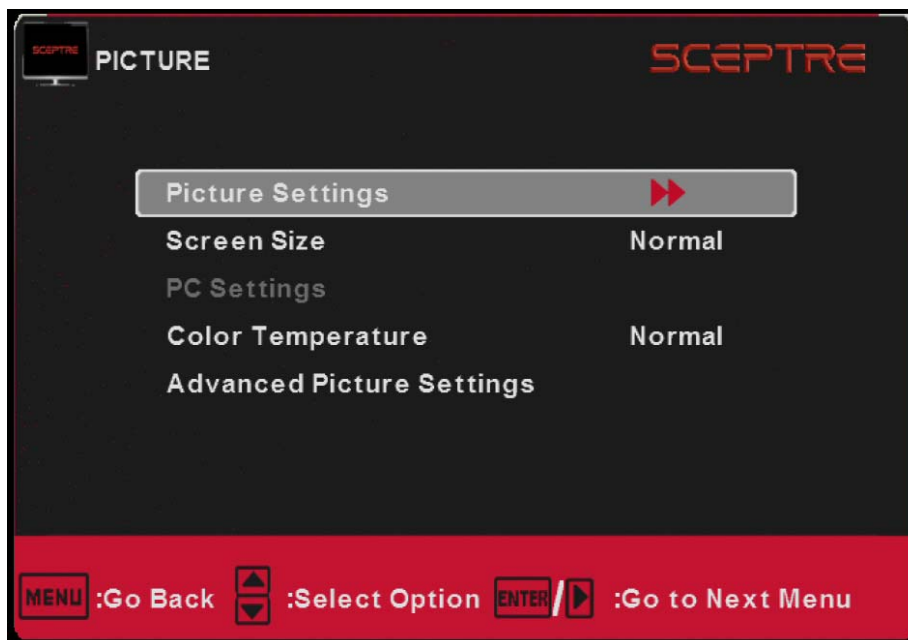 SCEPTRE
PICTURE
SCEPTRE
Picture Settings
Screen Size Normal
PC Settings
Color Temperature Normal
Advanced Picture Settings
MENU :Go Back :Select Option ENTER/ :Go to Next Menu